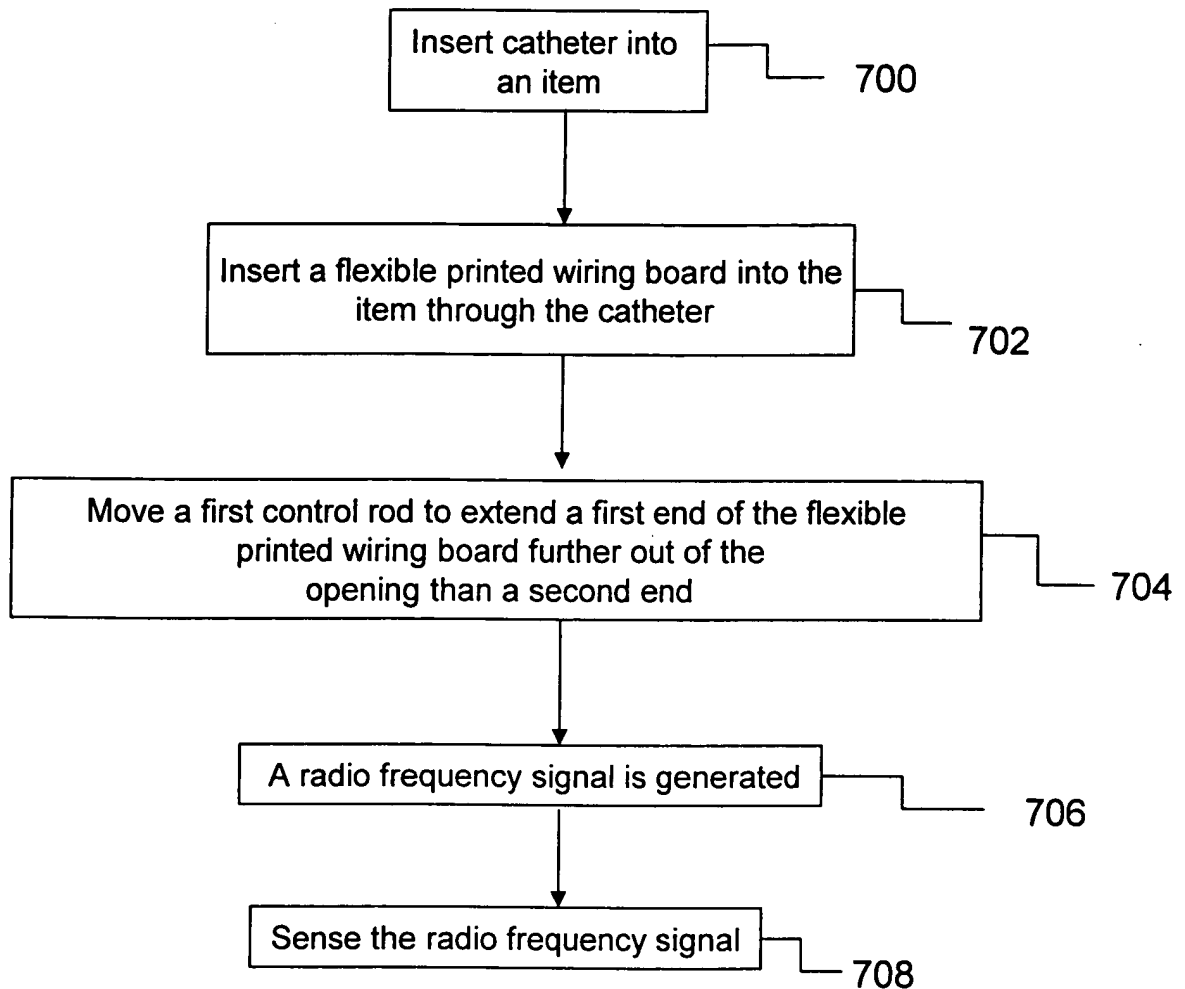 Insert catheter into
an item
700
Insert a flexible printed wiring board into the
item through the catheter
702
Move a first control rod to extend a first end of the flexible
printed wiring board further out of the
opening than a second end
704
A radio frequency signal is generated
706
Sense the radio frequency signal
708